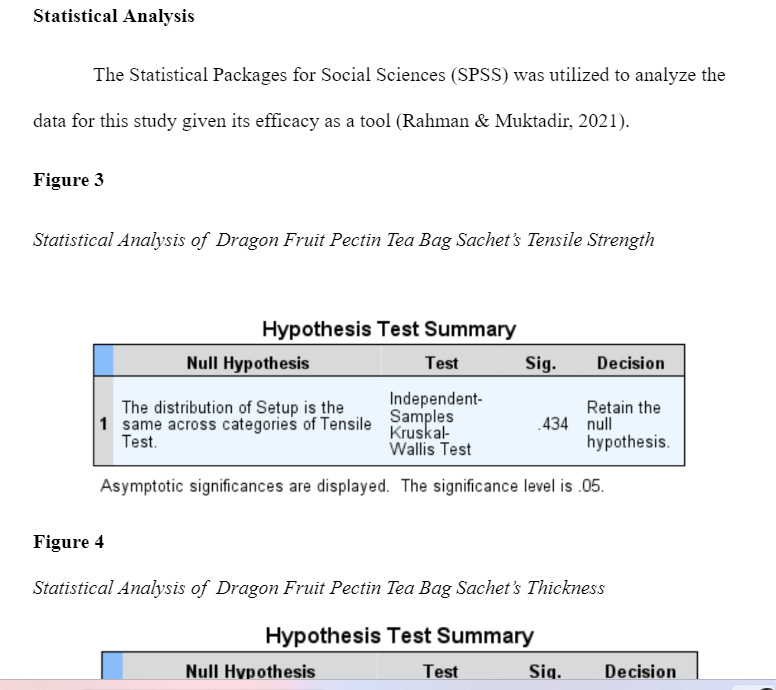 Statistical Analysis
The Statistical Packages for Social Sciences (SPSS) was utilized to analyze the
data for this study given its efficacy as a tool (Rahman & Muktadir, 2021).
Figure 3
Statistical Analysis of Dragon Fruit Pectin Tea Bag Sachet's Tensile Strength
Hypothesis Test Summary
Null Hypothesis Test Sig. Decision
1 The distribution of Setup is the same across categories of Tensile Test. Independent-Samples Kruskal-Wallis Test .434 Retain the null hypothesis.
Asymptotic significances are displayed. The significance level is .05.
Figure 4
Statistical Analysis of Dragon Fruit Pectin Tea Bag Sachet's Thickness
Hypothesis Test Summary
Null Hypothesis Test Sig. Decision